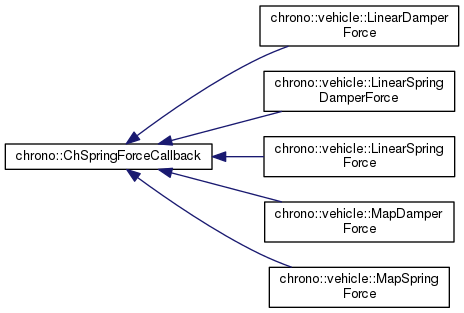 chrono::vehicle::LinearDamper
Force
chrono::vehicle::LinearSpring
DamperForce
chrono::ChSpringForceCallback
chrono::vehicle::LinearSpring
Force
chrono::vehicle::MapDamper
Force
chrono::vehicle::MapSpring
Force